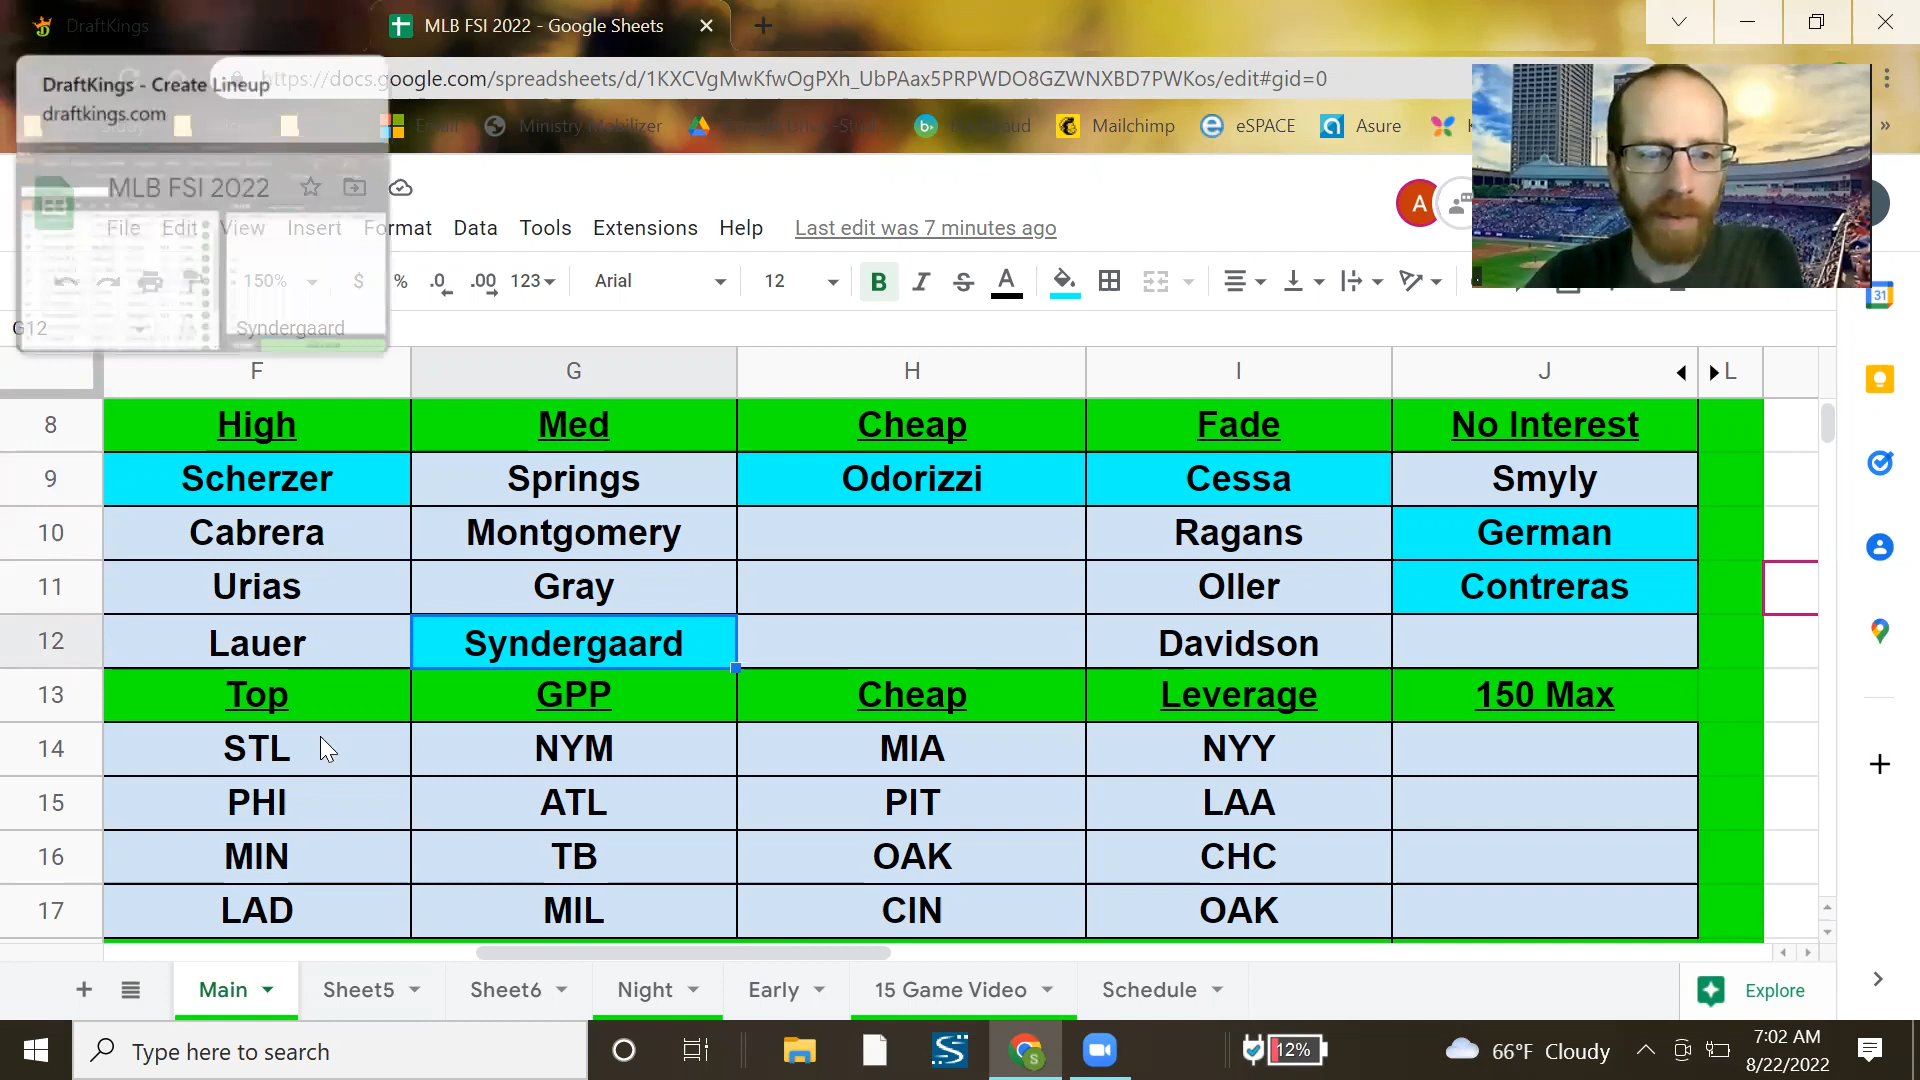 DraftKings
MLB FSI 2022 - Google Sheets
https://docs.google.com/spreadsheets/d/1KXCVgMwKfwOgPXh_UbPAax5PRPWDO8GZWNXBD7PWKos/edit#gid=0
DraftKings - Create Lineup
draftkings.com
Email Ministry Mobilizer Mailchimp eSPACE Asure
MLB FSI 2022
File Edit View Insert Format Data Tools Extensions Help Last edit was 7 minutes ago
A
150% $ % .0 .00 123 Arial 12 B I S A
31
G12 Syndergaard
F G H I J L
8 High Med Cheap Fade No Interest
9 Scherzer Springs Odorizzi Cessa Smyly
10 Cabrera Montgomery Ragans German
11 Urias Gray Oller Contreras
12 Lauer Syndergaard Davidson
13 Top GPP Cheap Leverage 150 Max
14 STL NYM MIA NYY
15 PHI ATL PIT LAA
16 MIN TB OAK CHC
17 LAD MIL CIN OAK
Main Sheet5 Sheet6 Night Early 15 Game Video Schedule Explore
Type here to search
12%
66°F Cloudy
7:02 AM
8/22/2022